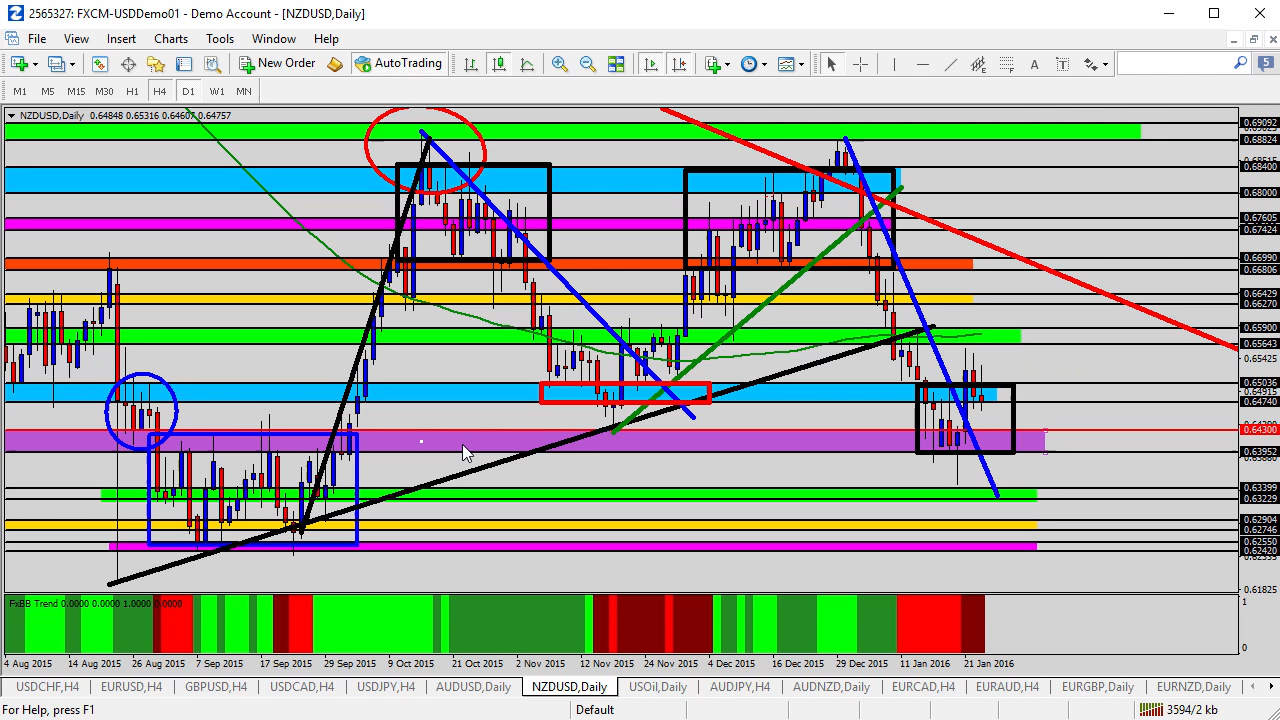 2565327: FXCM-USDDemo01 - Demo Account - [NZDUSD,Daily]
File View Insert Charts Tools Window Help
New Order AutoTrading
M1 M5 M15 M30 H1 H4 D1 W1 MN
NZDUSD,Daily 0.64848 0.65316 0.64607 0.64757
0.69092
0.68824
0.68400
0.68000
0.67605
0.67424
0.66990
0.66806
0.66429
0.66270
0.65900
0.65643
0.65425
0.65036
0.64740
0.64300
0.63952
0.63399
0.63229
0.62904
0.62746
0.62550
0.62420
0.61825
FxBB Trend 0.0000 0.0000 1.0000 0.0000
1
0
4 Aug 2015 14 Aug 2015 26 Aug 2015 7 Sep 2015 17 Sep 2015 29 Sep 2015 9 Oct 2015 21 Oct 2015 2 Nov 2015 12 Nov 2015 24 Nov 2015 4 Dec 2015 16 Dec 2015 29 Dec 2015 11 Jan 2016 21 Jan 2016
USDCHF,H4 EURUSD,H4 GBPUSD,H4 USDCAD,H4 USDJPY,H4 AUDUSD,Daily NZDUSD,Daily USOil,Daily AUDJPY,H4 AUDNZD,Daily EURCAD,H4 EURAUD,H4 EURGBP,Daily EURNZD,Daily
For Help, press F1 Default 3594/2 kb